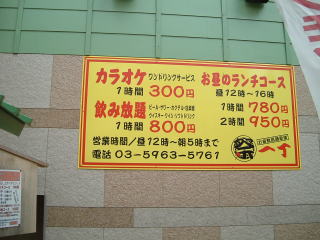 カラオケ ワンドリンクサービス
1時間 300円
飲み放題 ビール・サワー・カクテル・日本酒
ウイスキー・ワイン・ソフトドリンク
1時間 800円
お昼のランチコース
昼12時〜16時
1時間 780円
2時間 950円
営業時間/昼12時〜朝5時まで
電話 03-5963-5761